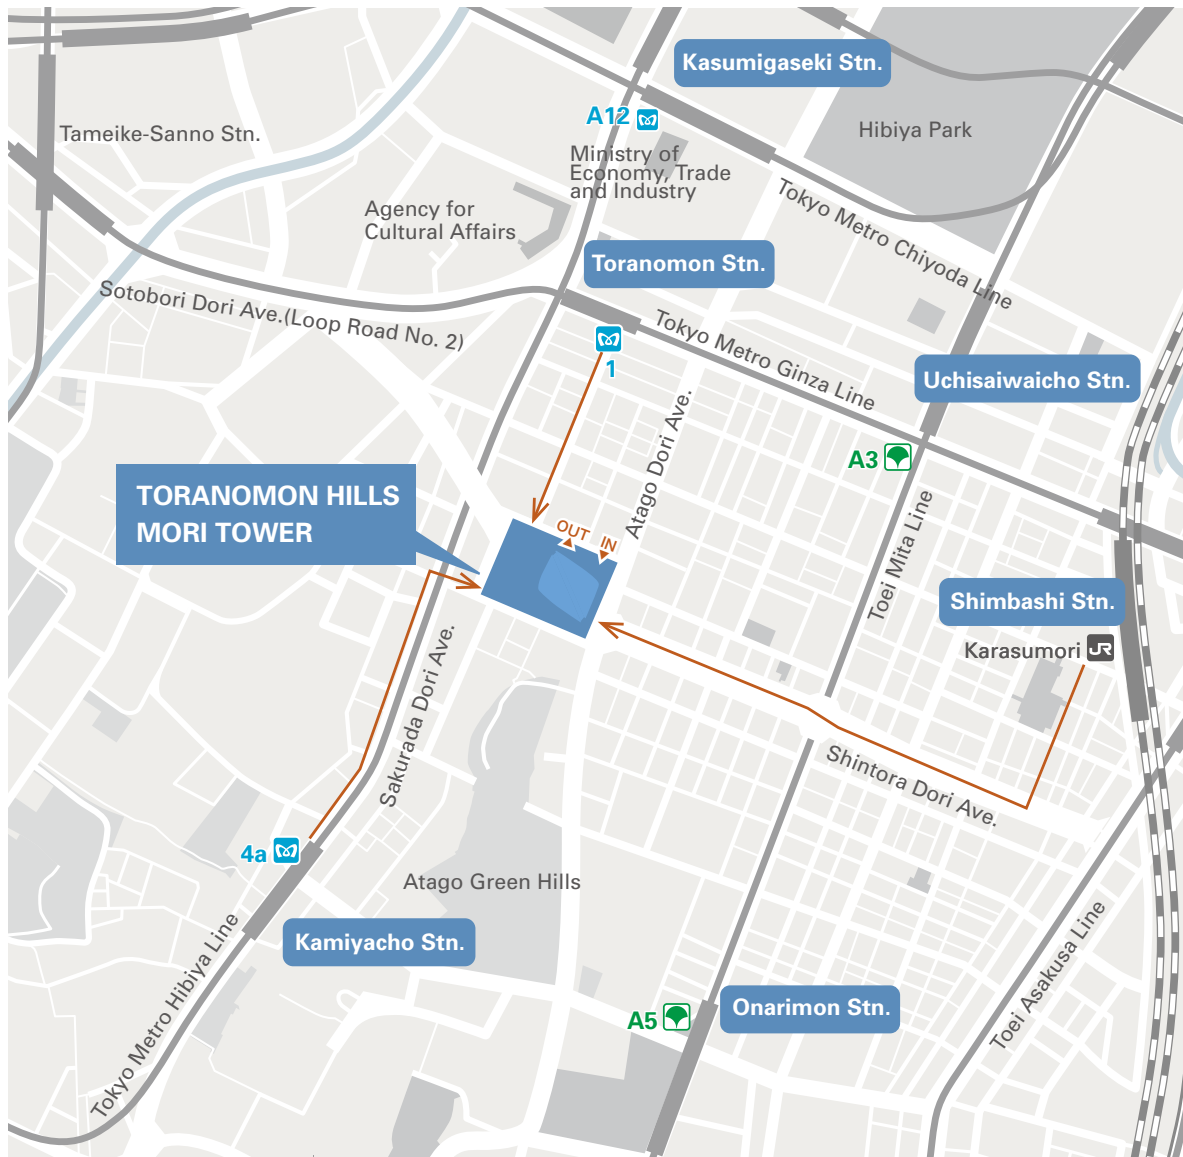 Kasumigaseki Stn.
A12
Tameike-Sanno Stn.
Hibiya Park
Ministry of
Economy, Trade
and Industry
Agency for
Cultural Affairs
Tokyo Metro Chiyoda Line
Toranomon Stn.
Sotobori Dori Ave.(Loop Road No. 2)
Tokyo Metro Ginza Line
1
Uchisaiwaicho Stn.
Atago Dori Ave.
A3
TORANOMON HILLS
MORI TOWER
OUT
IN
Toei Mita Line
Shimbashi Stn.
Karasumori
JR
Sakurada Dori Ave.
Shintora Dori Ave.
4a
Atago Green Hills
Kamiyacho Stn.
Tokyo Metro Hibiya Line
Onarimon Stn.
A5
Toei Asakusa Line